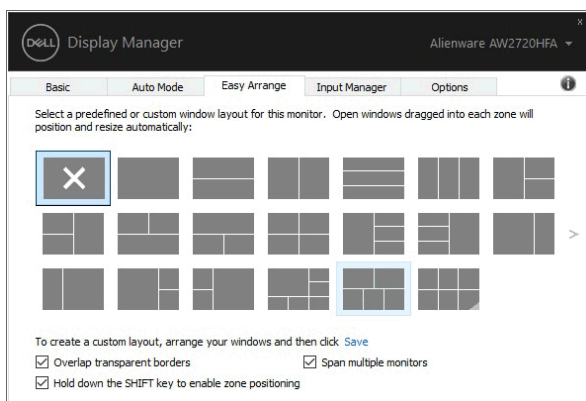 x
DELL Display Manager Alienware AW2720HFA
Basic Auto Mode Easy Arrange Input Manager Options i
Select a predefined or custom window layout for this monitor. Open windows dragged into each zone will
position and resize automatically:
>
To create a custom layout, arrange your windows and then click Save
Overlap transparent borders Span multiple monitors
Hold down the SHIFT key to enable zone positioning